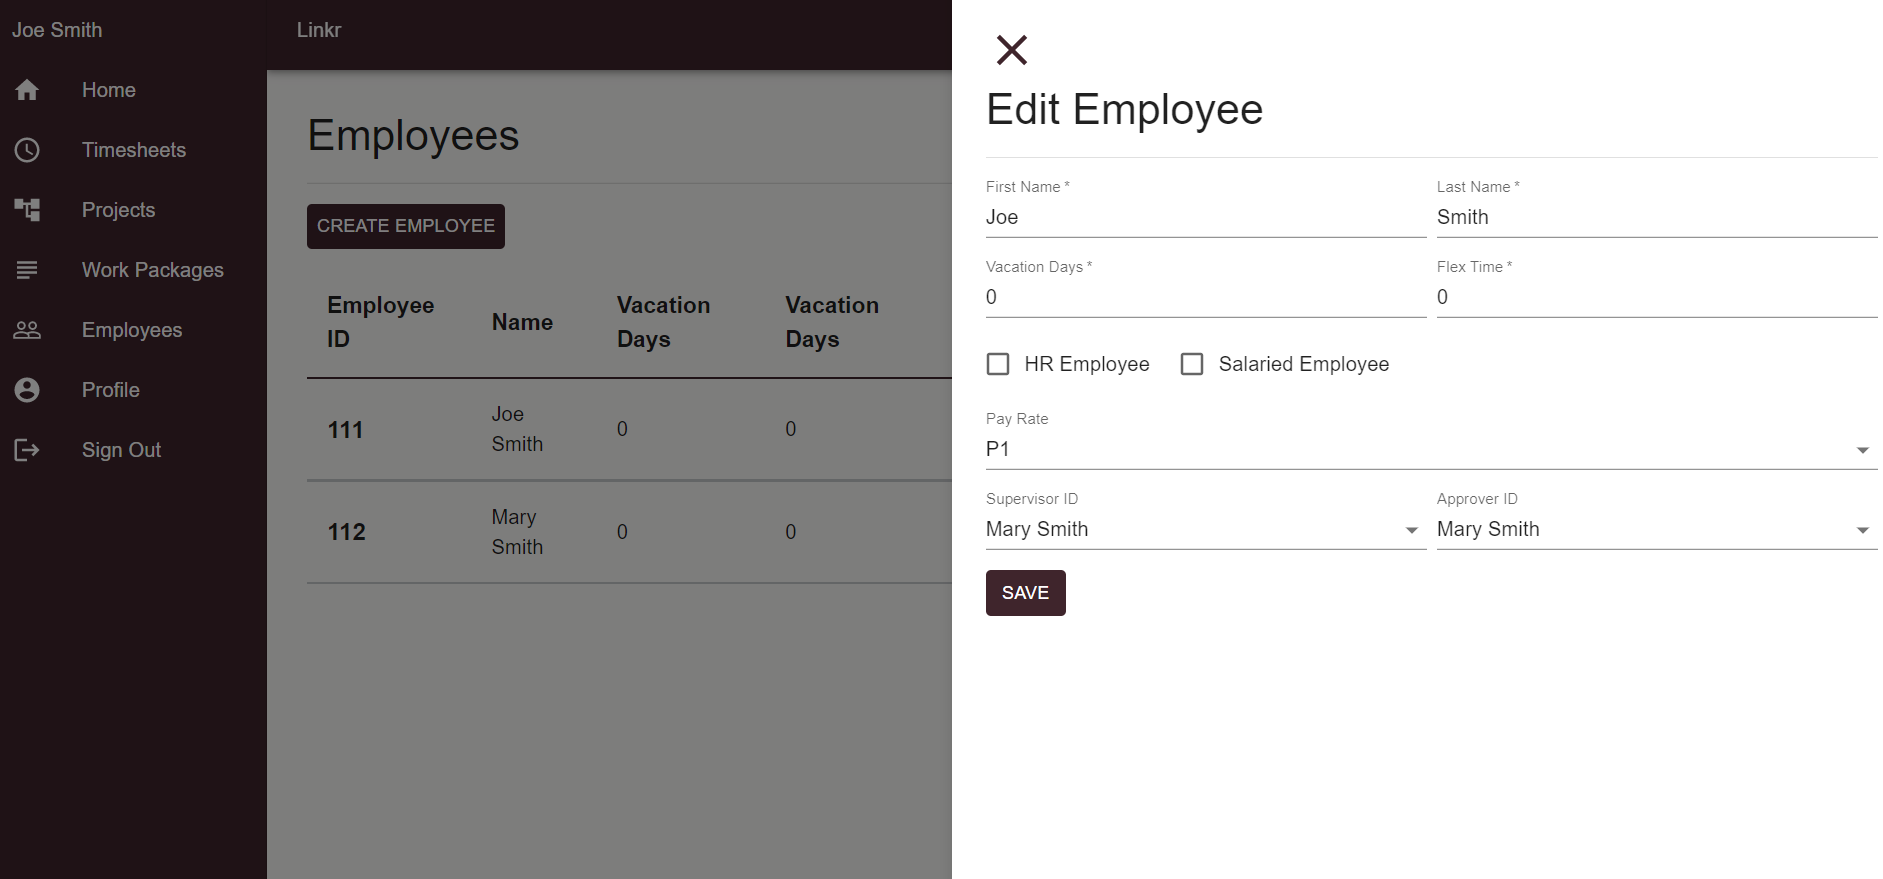 Joe Smith
Linkr
Home
Timesheets
Projects
Work Packages
Employees
Profile
Sign Out
Employees
CREATE EMPLOYEE
Employee ID
Name
Vacation Days
Vacation Days
111
Joe Smith
0
0
112
Mary Smith
0
0
Edit Employee
First Name *
Joe
Last Name *
Smith
Vacation Days *
0
Flex Time *
0
HR Employee
Salaried Employee
Pay Rate
P1
Supervisor ID
Mary Smith
Approver ID
Mary Smith
SAVE